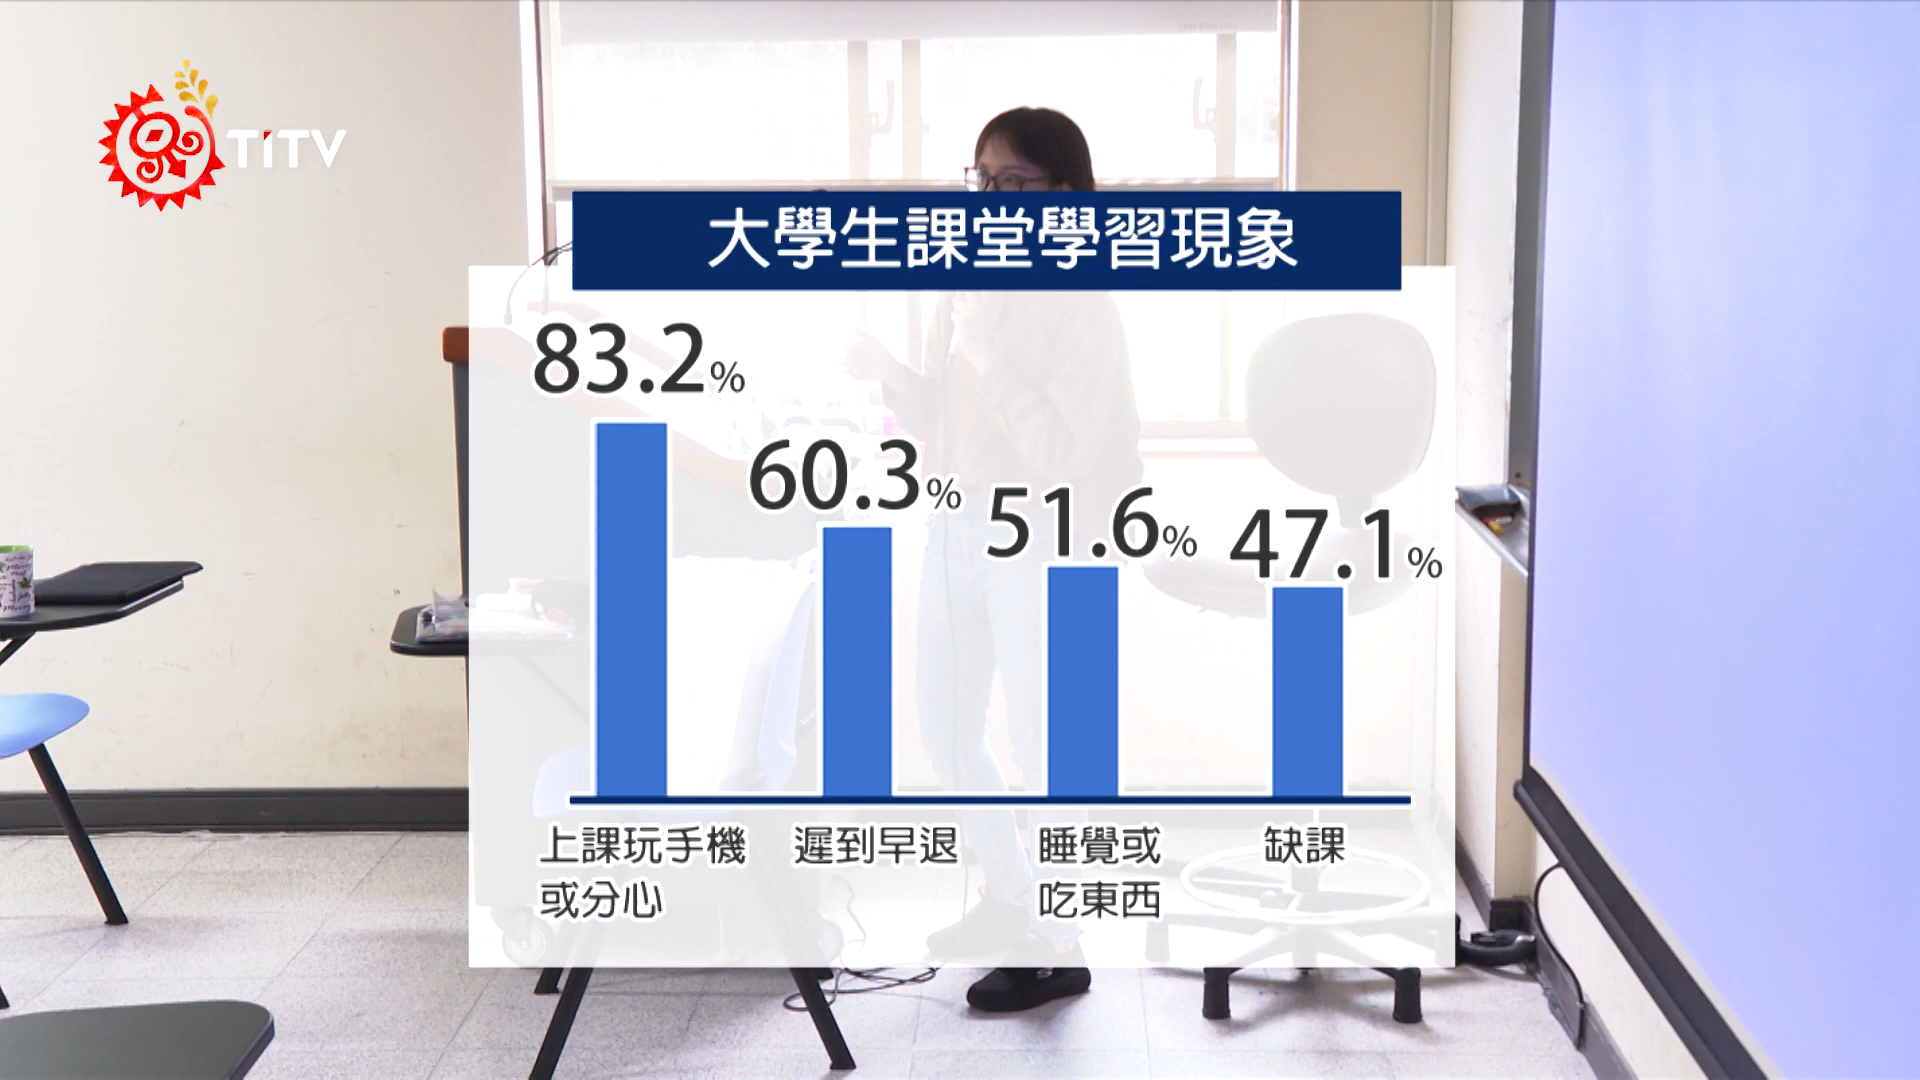 TiTV
大學生課堂學習現象
83.2%
60.3%
51.6%
47.1%
上課玩手機
或分心
遲到早退
睡覺或
吃東西
缺課